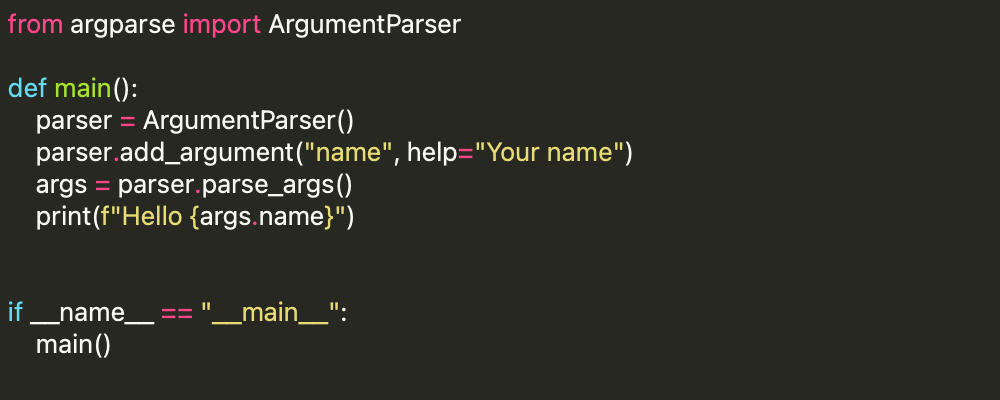 from argparse import ArgumentParser
def main():
    parser = ArgumentParser()
    parser.add_argument("name", help="Your name")
    args = parser.parse_args()
    print(f"Hello {args.name}")
if __name__ == "__main__":
    main()